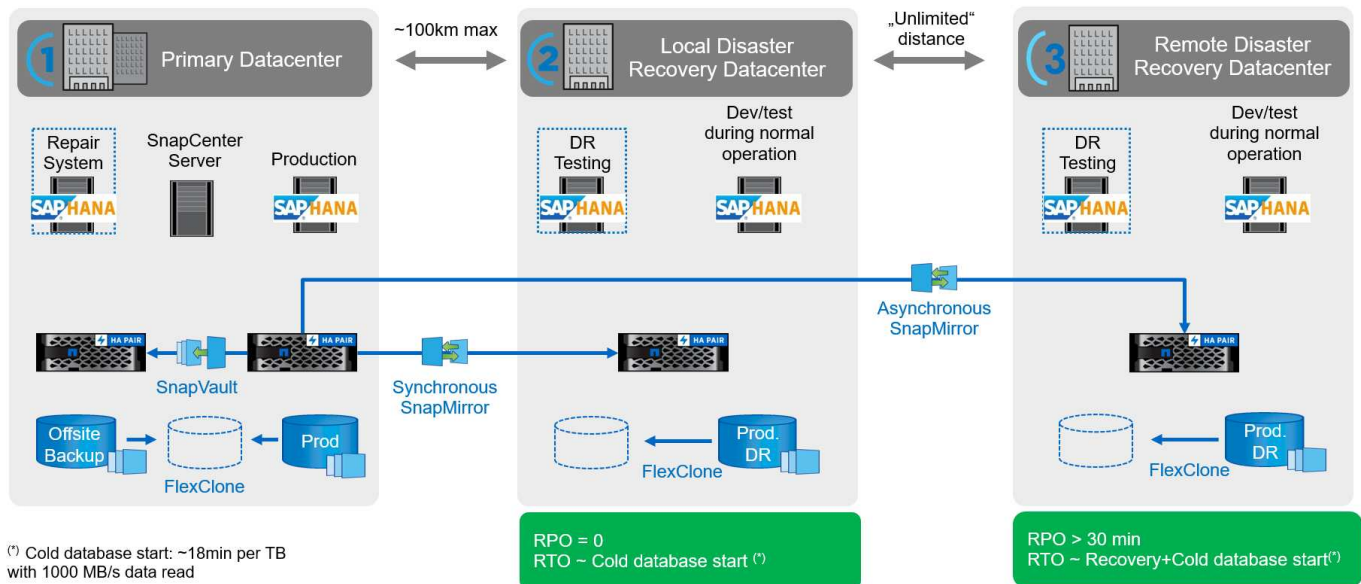 1
Primary Datacenter
~100km max
2
Local Disaster
Recovery Datacenter
„Unlimited“
distance
3
Remote Disaster
Recovery Datacenter
Repair
System
SAP HANA
SnapCenter
Server
Production
SAP HANA
DR
Testing
SAP HANA
Dev/test
during normal
operation
SAP HANA
DR
Testing
SAP HANA
Dev/test
during normal
operation
SAP HANA
Asynchronous
SnapMirror
HA PAIR
SnapVault
HA PAIR
Synchronous
SnapMirror
HA PAIR
HA PAIR
Offsite
Backup
FlexClone
Prod
FlexClone
Prod.
DR
FlexClone
Prod.
DR
(*) Cold database start: ~18min per TB
with 1000 MB/s data read
RPO = 0
RTO ~ Cold database start (*)
RPO > 30 min
RTO ~ Recovery+Cold database start(*)